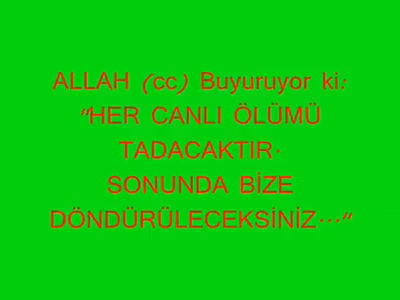 ALLAH (cc) Buyuruyor ki:
"HER CANLI ÖLÜMÜ
TADACAKTIR.
SONUNDA BİZE
DÖNDÜRÜLECEKSİNİZ..."